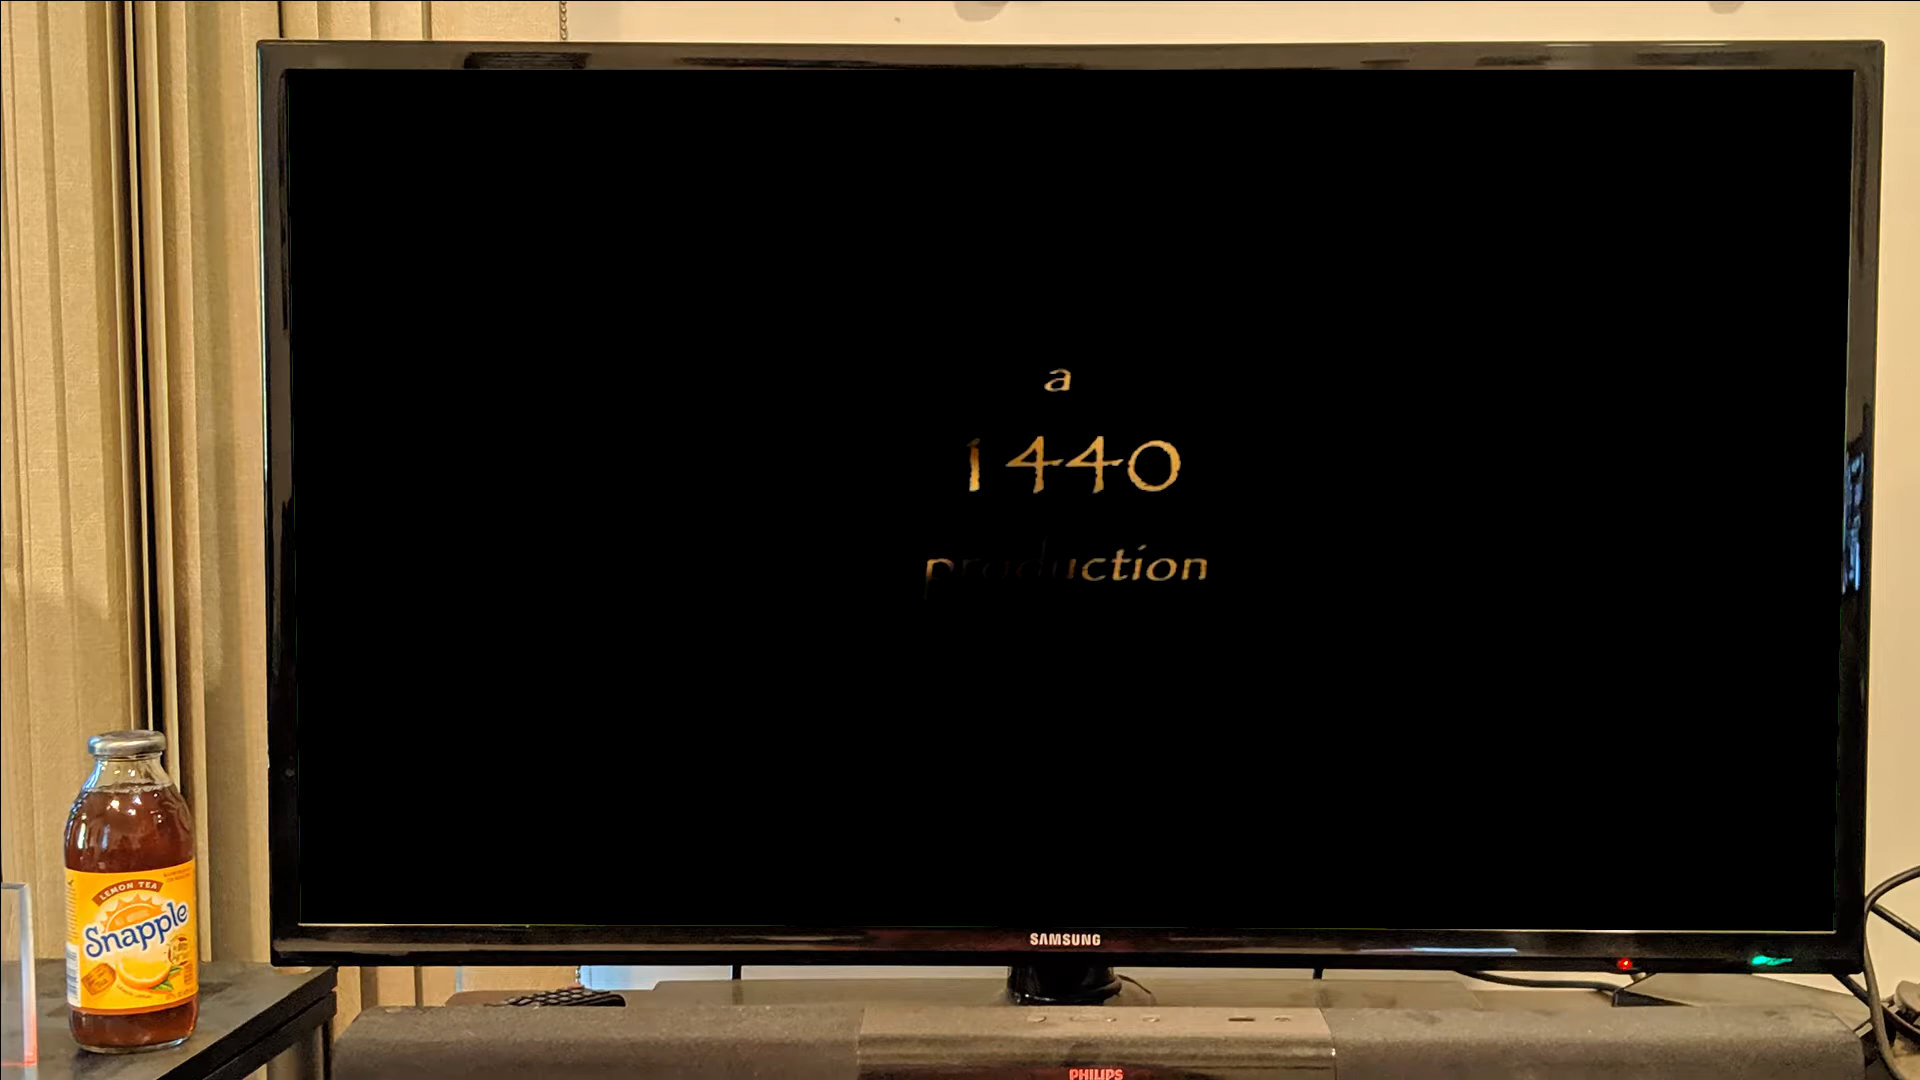 a
1440
production
SAMSUNG
LEMON TEA
Snapple
PHILIPS